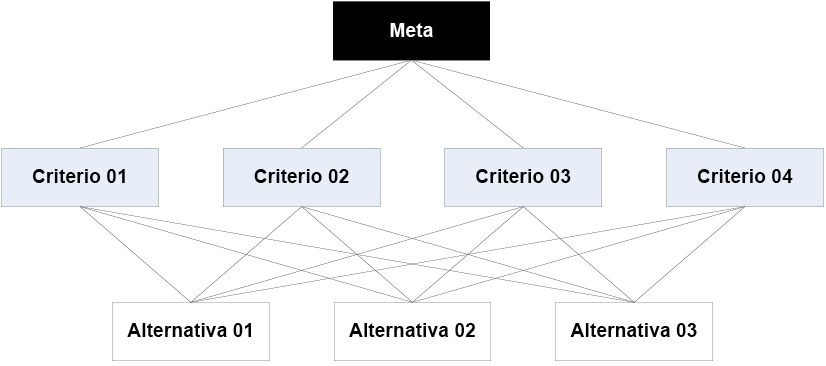 Meta
Criterio 01
Criterio 02
Criterio 03
Criterio 04
Alternativa 01
Alternativa 02
Alternativa 03